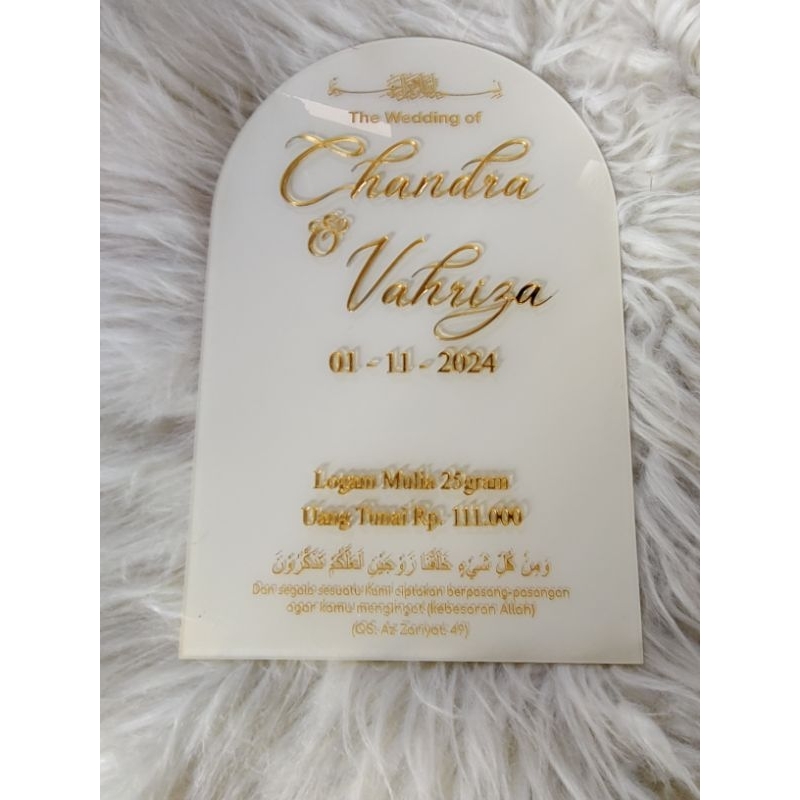 The Wedding of
Chandra
&
Vahriza
01 - 11 - 2024
Logam Mulia 25gram
Uang Tunai Rp. 111.000
وَمِنْ كُلِّ شَيْءٍ خَلَقْنَا زَوْجَيْنِ لَعَلَّكُمْ تَذَكَّرُوْنَ
Dan segala sesuatu Kami ciptakan berpasang-pasangan
agar kamu mengingat (kebesaran Allah)
(QS. Az Zariyat: 49)